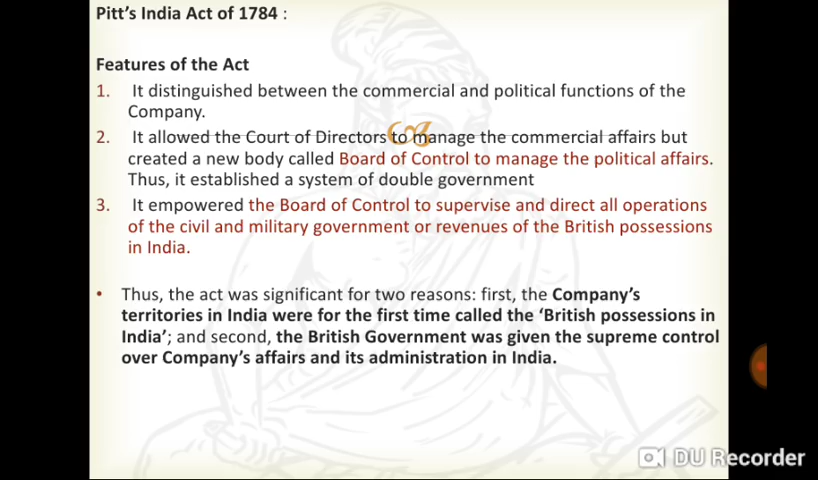 Pitt’s India Act of 1784 :
Features of the Act
1. It distinguished between the commercial and political functions of the
Company.
2. It allowed the Court of Directors to manage the commercial affairs but
created a new body called Board of Control to manage the political affairs.
Thus, it established a system of double government
3. It empowered the Board of Control to supervise and direct all operations
of the civil and military government or revenues of the British possessions
in India.
• Thus, the act was significant for two reasons: first, the Company’s
territories in India were for the first time called the ‘British possessions in
India’; and second, the British Government was given the supreme control
over Company’s affairs and its administration in India.
DU Recorder